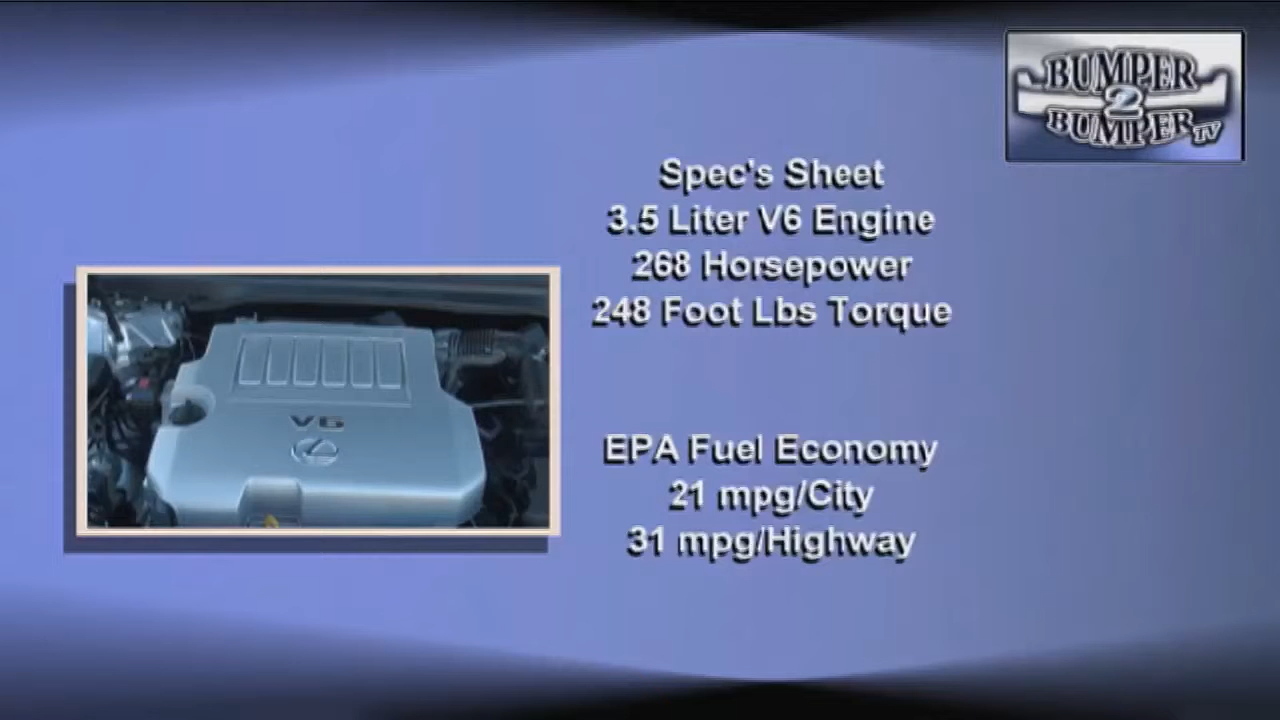 BUMPER
2
BUMPER TV
Spec's Sheet
3.5 Liter V6 Engine
268 Horsepower
248 Foot Lbs Torque
V6
EPA Fuel Economy
21 mpg/City
31 mpg/Highway